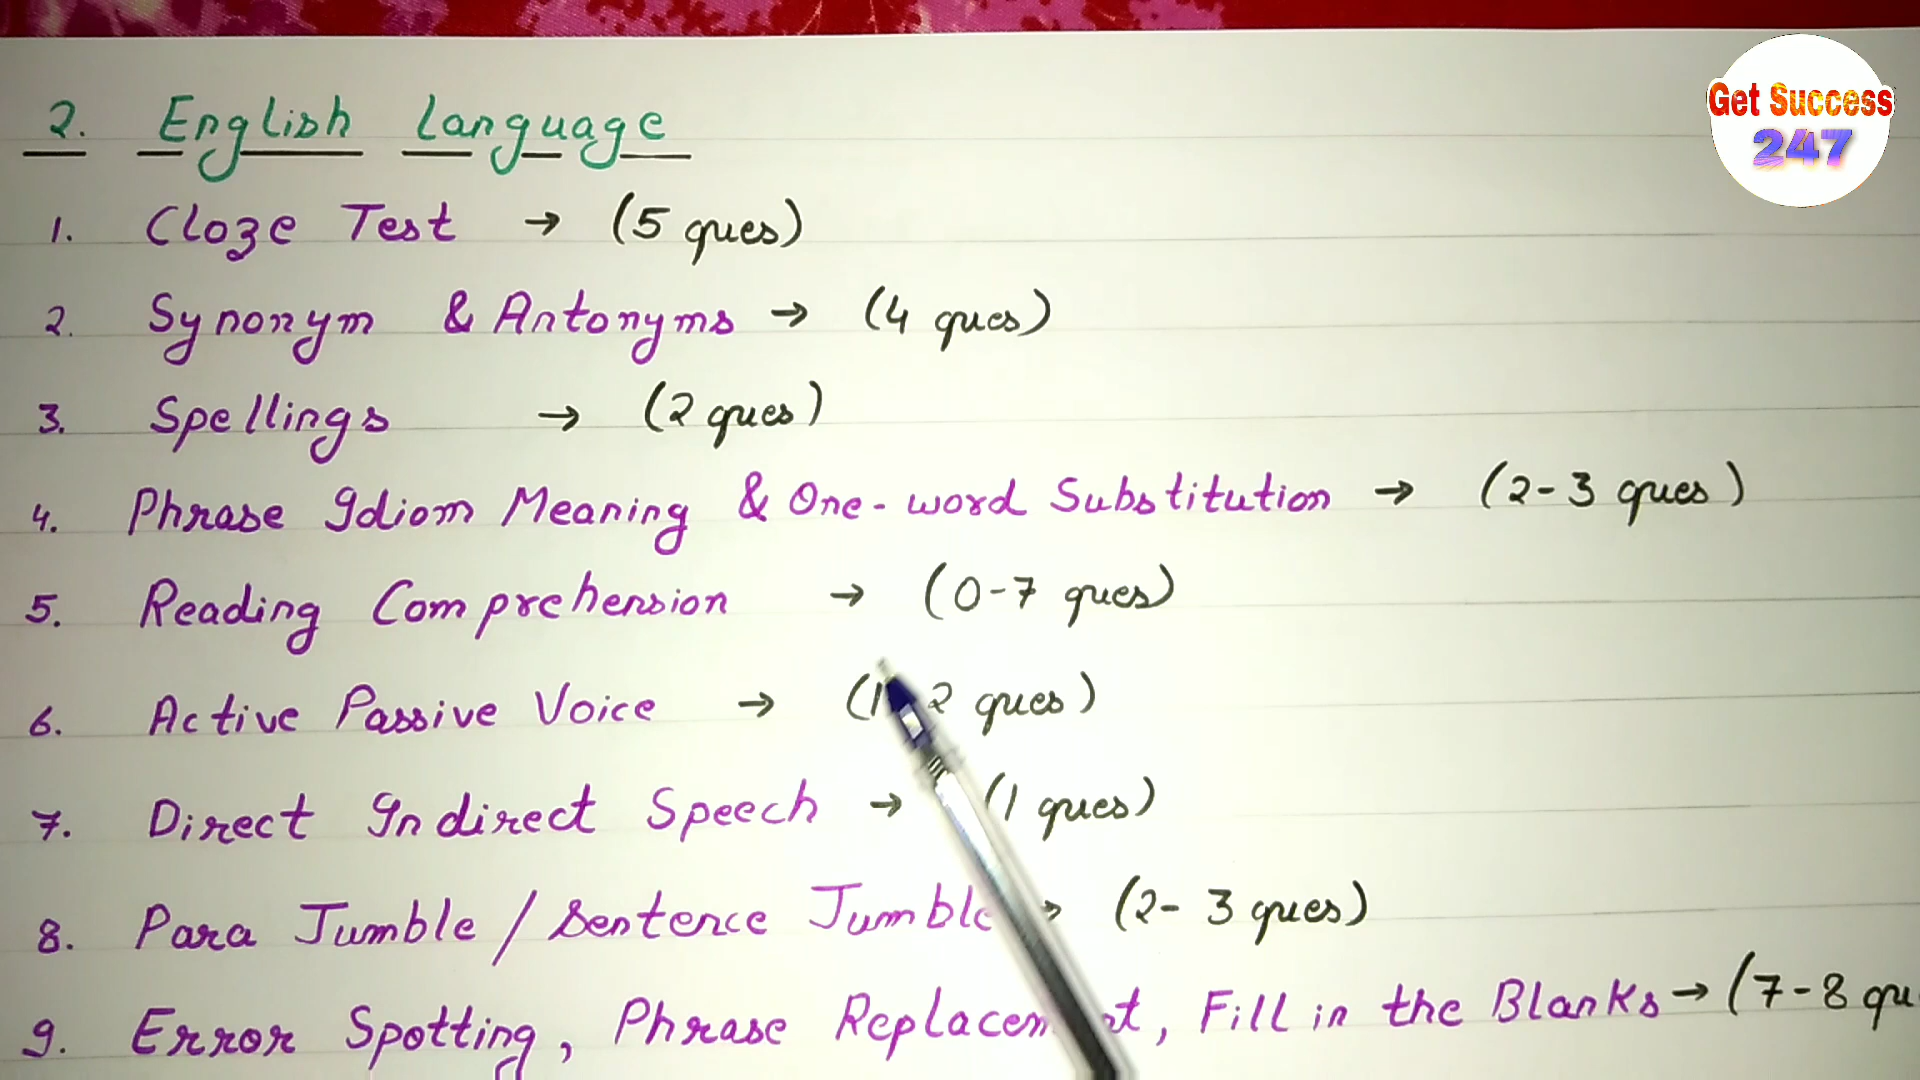 Get Success
247
2. English Language
1. Cloze Test → (5 ques)
2. Synonym & Antonyms → (4 ques)
3. Spellings → (2 ques)
4. Phrase Idiom Meaning & One-word Substitution → (2-3 ques)
5. Reading Comprehension → (0-7 ques)
6. Active Passive Voice → (1 2 ques)
7. Direct Indirect Speech → (1 ques)
8. Para Jumble / Sentence Jumble → (2-3 ques)
9. Error Spotting, Phrase Replacement, Fill in the Blanks → (7-8 qu